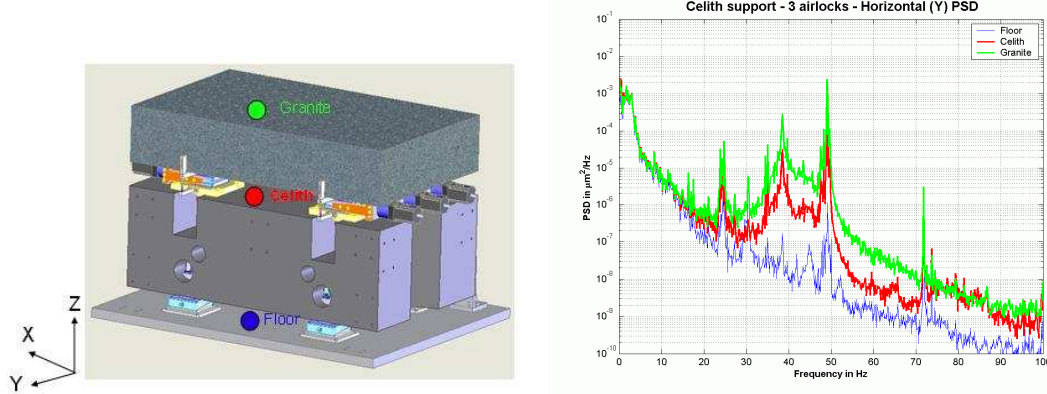 Granite
Celith
Floor
Z
X
Y
Celith support - 3 airlocks - Horizontal (Y) PSD
Floor
Celith
Granite
PSD in µm²/Hz
10⁻¹
10⁻²
10⁻³
10⁻⁴
10⁻⁵
10⁻⁶
10⁻⁷
10⁻⁸
10⁻⁹
10⁻¹⁰
0 10 20 30 40 50 60 70 80 90 100
Frequency in Hz